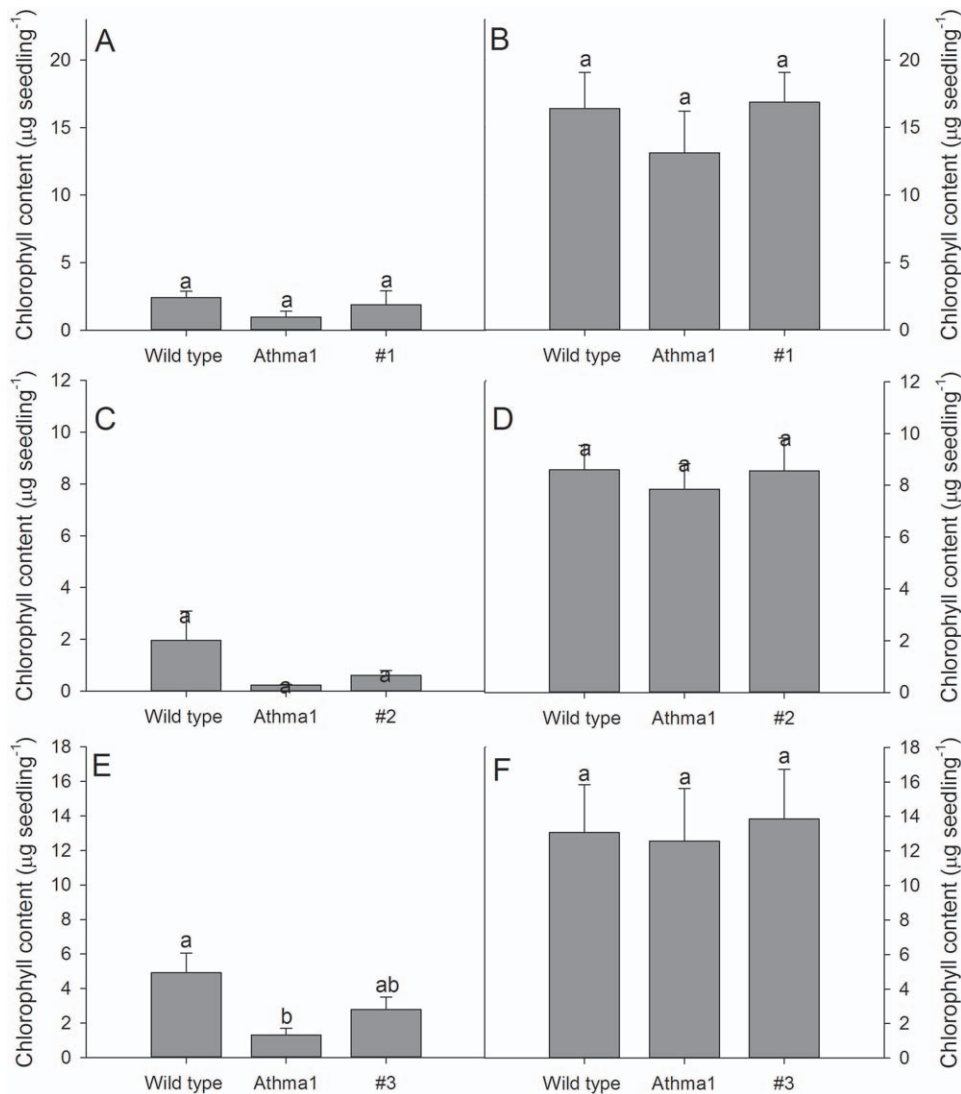 A
Chlorophyll content (µg seedling-1)
20
15
10
5
0
a
a
a
Wild type Athma1 #1
B
Chlorophyll content (µg seedling-1)
20
15
10
5
0
a
a
a
Wild type Athma1 #1
C
Chlorophyll content (µg seedling-1)
12
10
8
6
4
2
0
a
a
a
Wild type Athma1 #2
D
Chlorophyll content (µg seedling-1)
12
10
8
6
4
2
0
a
a
a
Wild type Athma1 #2
E
Chlorophyll content (µg seedling-1)
18
16
14
12
10
8
6
4
2
0
a
b
ab
Wild type Athma1 #3
F
Chlorophyll content (µg seedling-1)
18
16
14
12
10
8
6
4
2
0
a
a
a
Wild type Athma1 #3